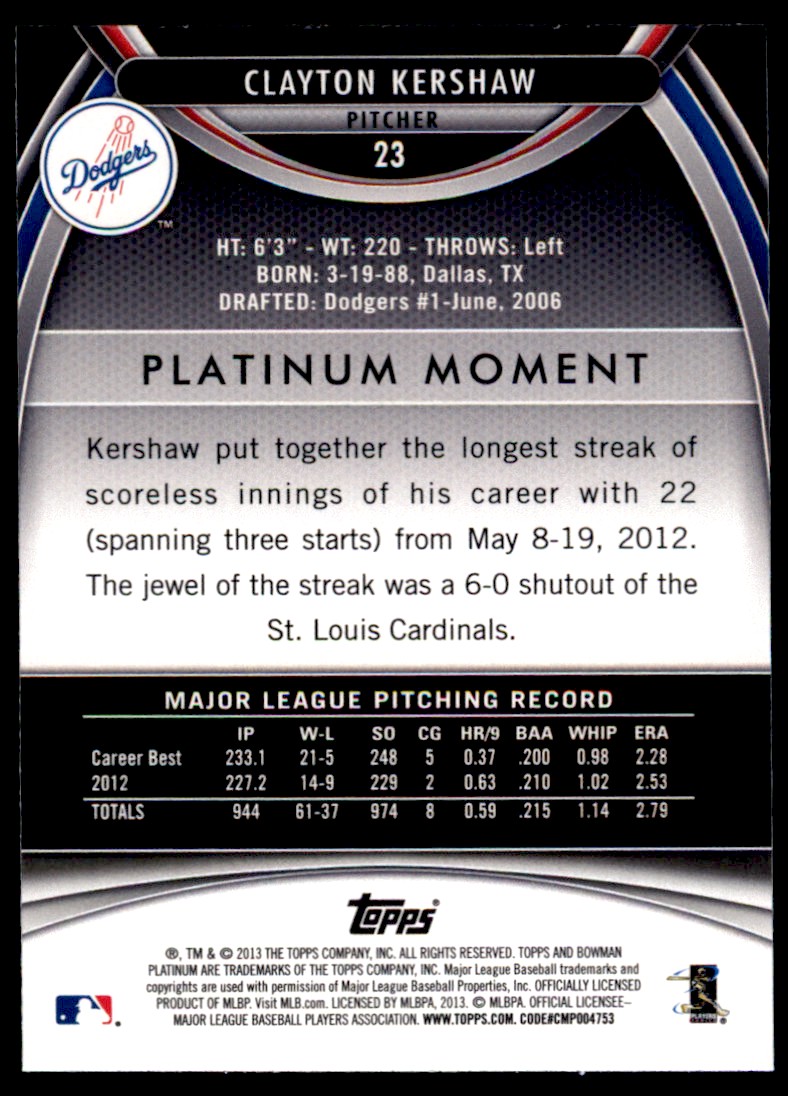 CLAYTON KERSHAW
PITCHER
23
Dodgers
TM
HT: 6'3" - WT: 220 - THROWS: Left
BORN: 3-19-88, Dallas, TX
DRAFTED: Dodgers #1-June, 2006
PLATINUM MOMENT
Kershaw put together the longest streak of
scoreless innings of his career with 22
(spanning three starts) from May 8-19, 2012.
The jewel of the streak was a 6-0 shutout of the
St. Louis Cardinals.
MAJOR LEAGUE PITCHING RECORD
IP W-L SO CG HR/9 BAA WHIP ERA
Career Best 233.1 21-5 248 5 0.37 .200 0.98 2.28
2012 227.2 14-9 229 2 0.63 .210 1.02 2.53
TOTALS 944 61-37 974 8 0.59 .215 1.14 2.79
topps®
®, TM & © 2013 THE TOPPS COMPANY, INC. ALL RIGHTS RESERVED. TOPPS AND BOWMAN
PLATINUM ARE TRADEMARKS OF THE TOPPS COMPANY, INC. Major League Baseball trademarks and
copyrights are used with permission of Major League Baseball Properties, Inc. OFFICIALLY LICENSED
PRODUCT OF MLBP. Visit MLB.com. LICENSED BY MLBPA, 2013. © MLBPA. OFFICIAL LICENSEE–
MAJOR LEAGUE BASEBALL PLAYERS ASSOCIATION. WWW.TOPPS.COM. CODE#CMP004753
PLAYERS